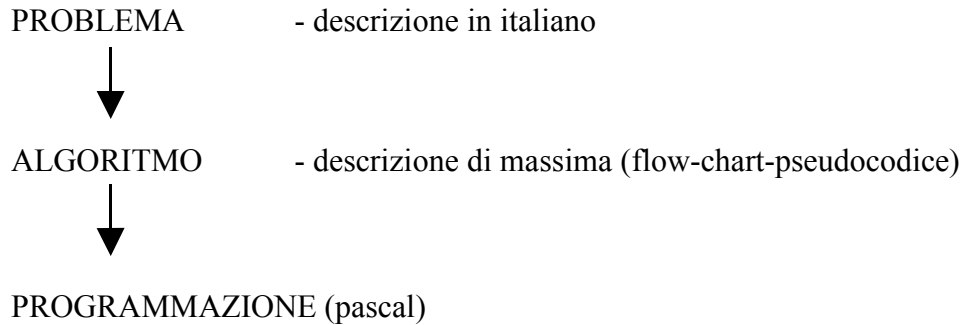 PROBLEMA - descrizione in italiano
ALGORITMO - descrizione di massima (flow-chart-pseudocodice)
PROGRAMMAZIONE (pascal)